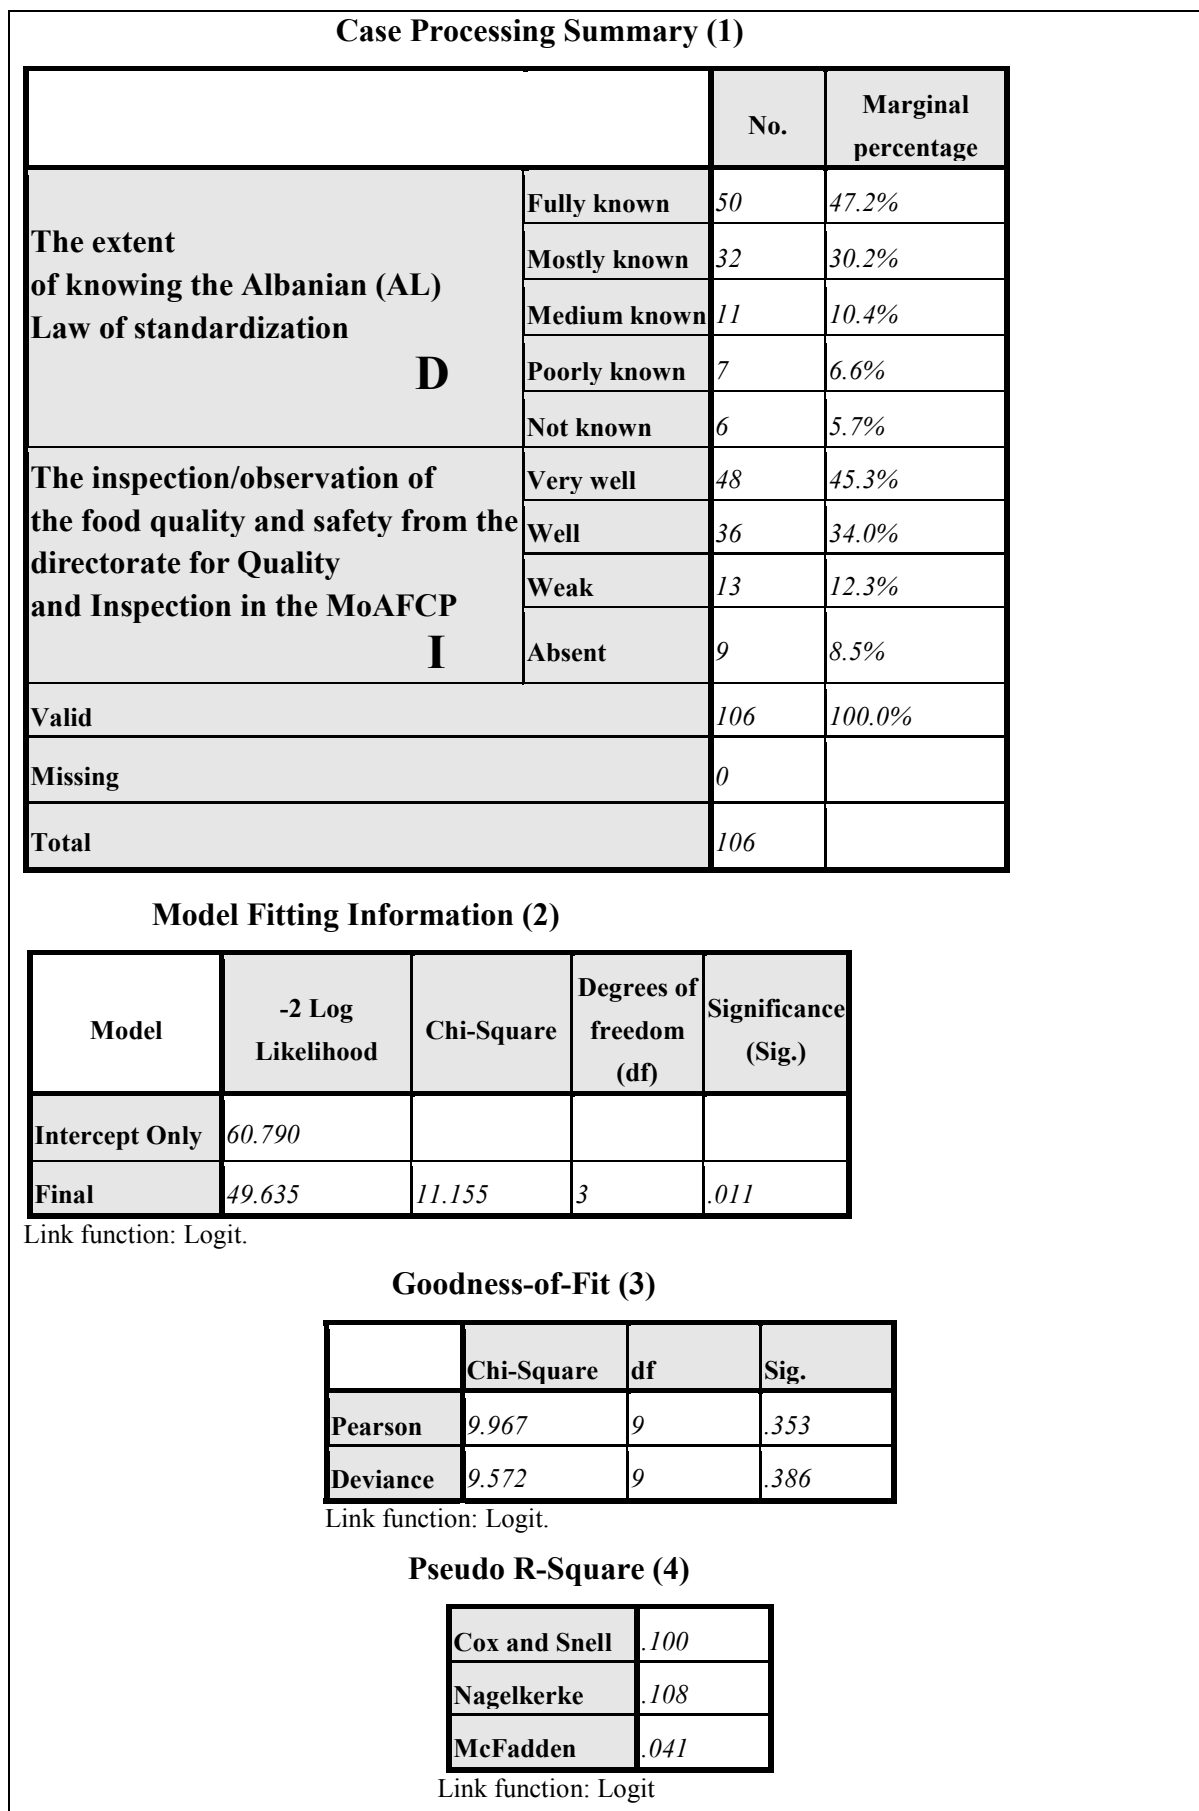 Case Processing Summary (1)
No. Marginal percentage
The extent
of knowing the Albanian (AL)
Law of standardization
D
Fully known 50 47.2%
Mostly known 32 30.2%
Medium known 11 10.4%
Poorly known 7 6.6%
Not known 6 5.7%
The inspection/observation of
the food quality and safety from the
directorate for Quality
and Inspection in the MoAFCP
I
Very well 48 45.3%
Well 36 34.0%
Weak 13 12.3%
Absent 9 8.5%
Valid 106 100.0%
Missing 0
Total 106
Model Fitting Information (2)
Model -2 Log Likelihood Chi-Square Degrees of freedom (df) Significance (Sig.)
Intercept Only 60.790
Final 49.635 11.155 3 .011
Link function: Logit.
Goodness-of-Fit (3)
Chi-Square df Sig.
Pearson 9.967 9 .353
Deviance 9.572 9 .386
Link function: Logit.
Pseudo R-Square (4)
Cox and Snell .100
Nagelkerke .108
McFadden .041
Link function: Logit